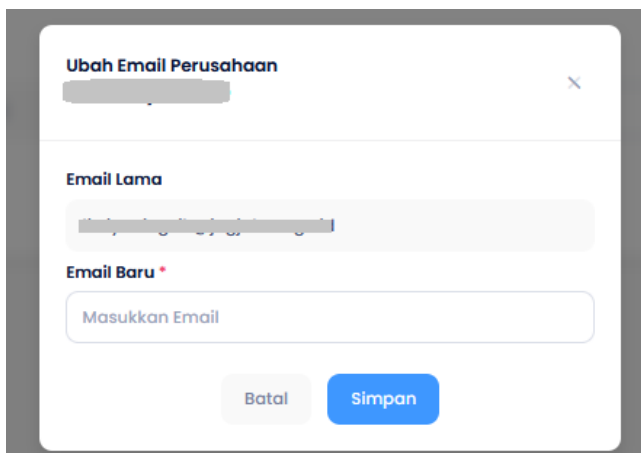 Ubah Email Perusahaan
Email Lama
Email Baru *
Masukkan Email
Batal
Simpan